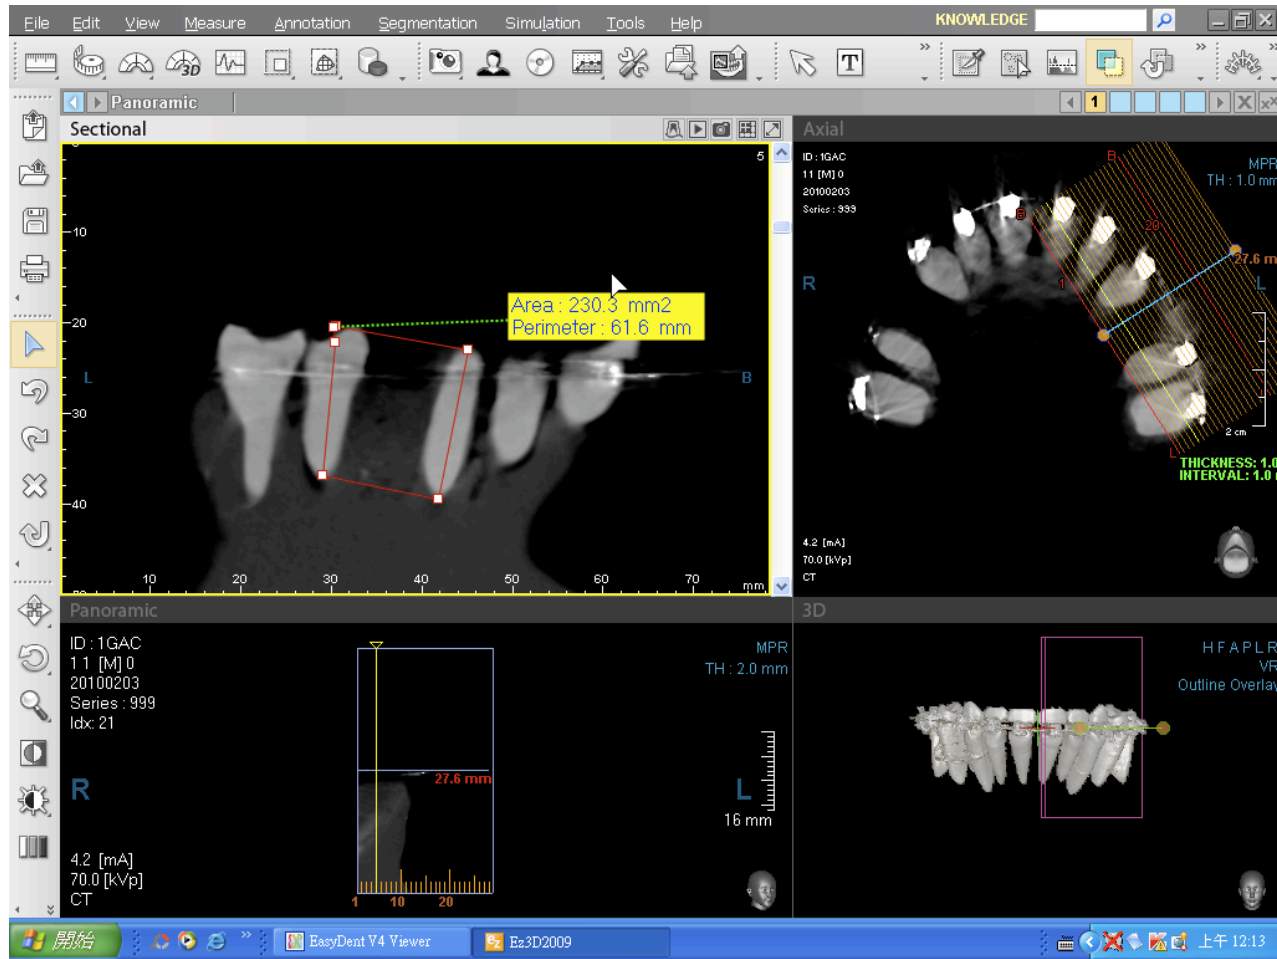 File Edit View Measure Annotation Segmentation Simulation Tools Help KNOWLEDGE
Panoramic
1
Sectional
5
10
20
30
40
L
B
Area : 230.3 mm2
Perimeter : 61.6 mm
10 20 30 40 50 60 70 mm
Axial
ID : 1GAC
11 [M] 0
20100203
Series : 999
MPR
TH : 1.0 mm
B
20
27.6 m
1
R
L
L
2 cm
THICKNESS: 1.0
INTERVAL: 1.0
4.2 [mA]
70.0 [kVp]
CT
Panoramic
ID : 1GAC
11 [M] 0
20100203
Series : 999
Idx: 21
MPR
TH : 2.0 mm
27.6 mm
R
L
16 mm
4.2 [mA]
70.0 [kVp]
CT
1 10 20
3D
H F A P L R
VR
Outline Overlay
開始
EasyDent V4 Viewer
Ez3D2009
上午 12:13